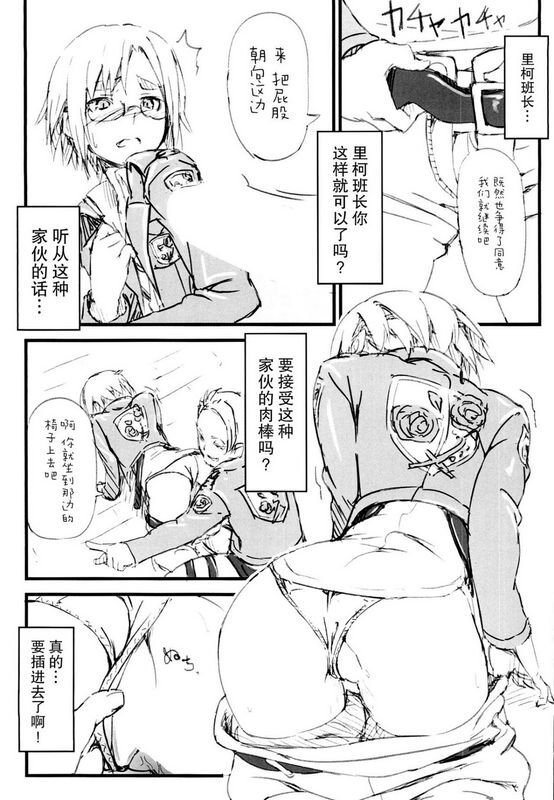 カチャカチャ
里柯班长…
既然也争得了同意
我们就继续吧
来 把屁股
朝向这边
里柯班长你
这样就可以了吗？
听从这种
家伙的话…
要接受这种
家伙的肉棒吗？
啊 你就坐到那边的
椅子上去吧
ぬち、
真的…
要插进去了啊！